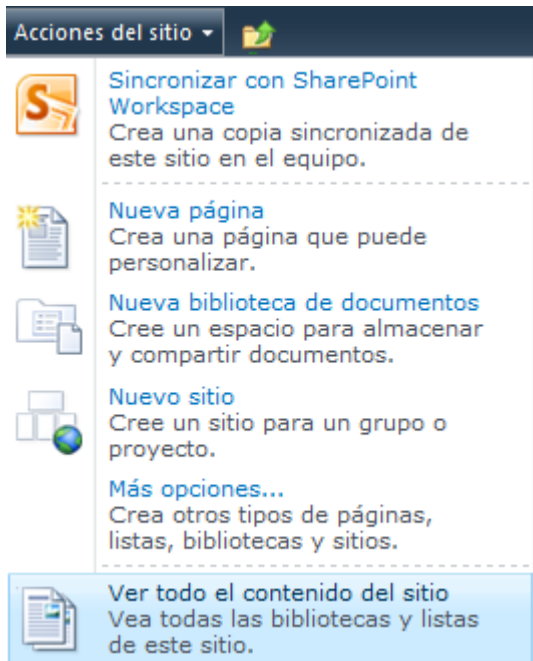 Acciones del sitio
Sincronizar con SharePoint
Workspace
Crea una copia sincronizada de
este sitio en el equipo.
Nueva página
Crea una página que puede
personalizar.
Nueva biblioteca de documentos
Cree un espacio para almacenar
y compartir documentos.
Nuevo sitio
Cree un sitio para un grupo o
proyecto.
Más opciones...
Crea otros tipos de páginas,
listas, bibliotecas y sitios.
Ver todo el contenido del sitio
Vea todas las bibliotecas y listas
de este sitio.